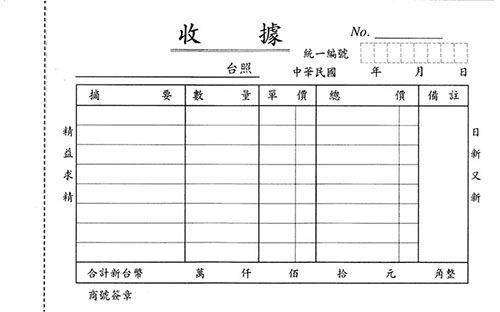 收 據
No.
統一編號
台照 中華民國 年 月 日
摘 要 數 量 單 價 總 價 備 註
精益求精
日新又新
合計新台幣 萬 仟 佰 拾 元 角整
商號簽章